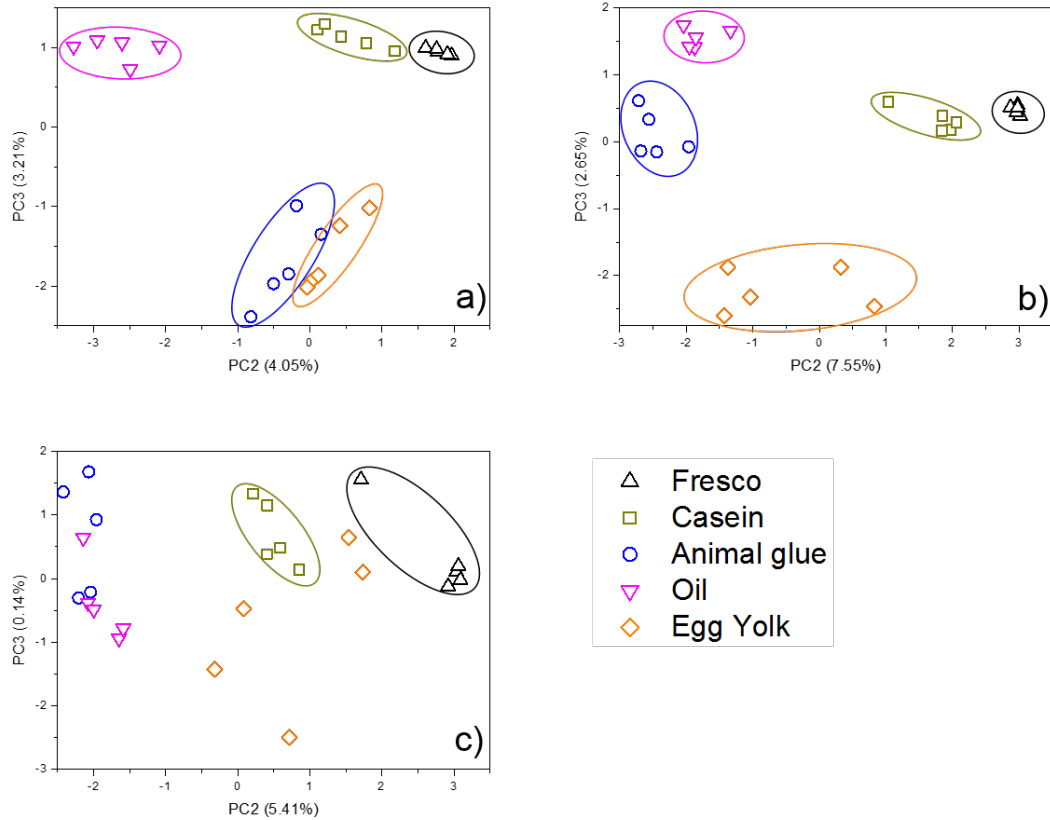 2
1
0
-1
-2
PC3 (3.21%)
-3
-2
-1
0
1
2
PC2 (4.05%)
a)
2
1
0
-1
-2
PC3 (2.65%)
-3
-2
-1
0
1
2
3
PC2 (7.55%)
b)
2
1
0
-1
-2
-3
PC3 (0.14%)
-2
-1
0
1
2
3
PC2 (5.41%)
c)
Fresco
Casein
Animal glue
Oil
Egg Yolk